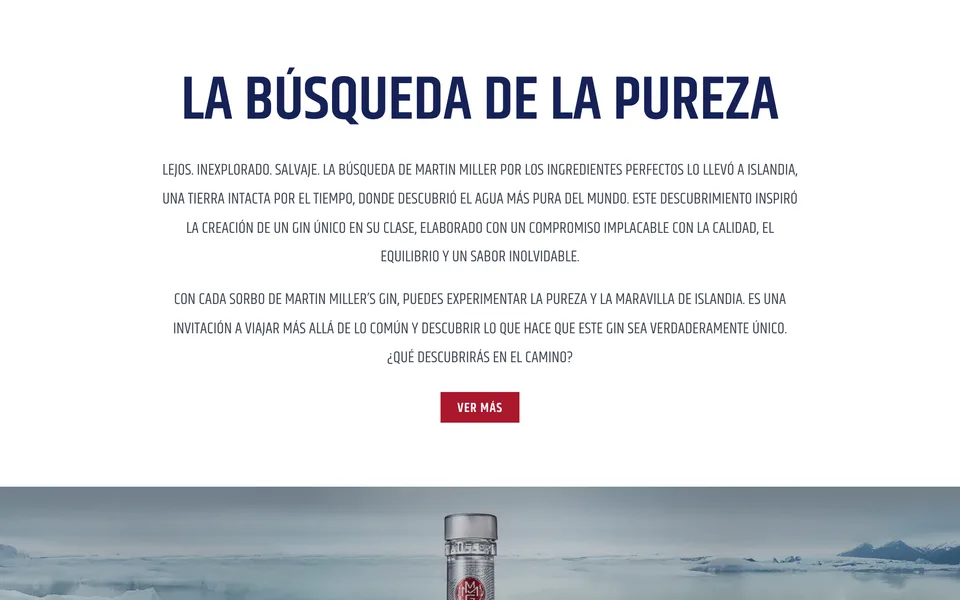 LA BÚSQUEDA DE LA PUREZA
LEJOS. INEXPLORADO. SALVAJE. LA BÚSQUEDA DE MARTIN MILLER POR LOS INGREDIENTES PERFECTOS LO LLEVÓ A ISLANDIA,
UNA TIERRA INTACTA POR EL TIEMPO, DONDE DESCUBRIÓ EL AGUA MÁS PURA DEL MUNDO. ESTE DESCUBRIMIENTO INSPIRÓ
LA CREACIÓN DE UN GIN ÚNICO EN SU CLASE, ELABORADO CON UN COMPROMISO IMPLACABLE CON LA CALIDAD, EL
EQUILIBRIO Y UN SABOR INOLVIDABLE.
CON CADA SORBO DE MARTIN MILLER’S GIN, PUEDES EXPERIMENTAR LA PUREZA Y LA MARAVILLA DE ISLANDIA. ES UNA
INVITACIÓN A VIAJAR MÁS ALLÁ DE LO COMÚN Y DESCUBRIR LO QUE HACE QUE ESTE GIN SEA VERDADERAMENTE ÚNICO.
¿QUÉ DESCUBRIRÁS EN EL CAMINO?
VER MÁS